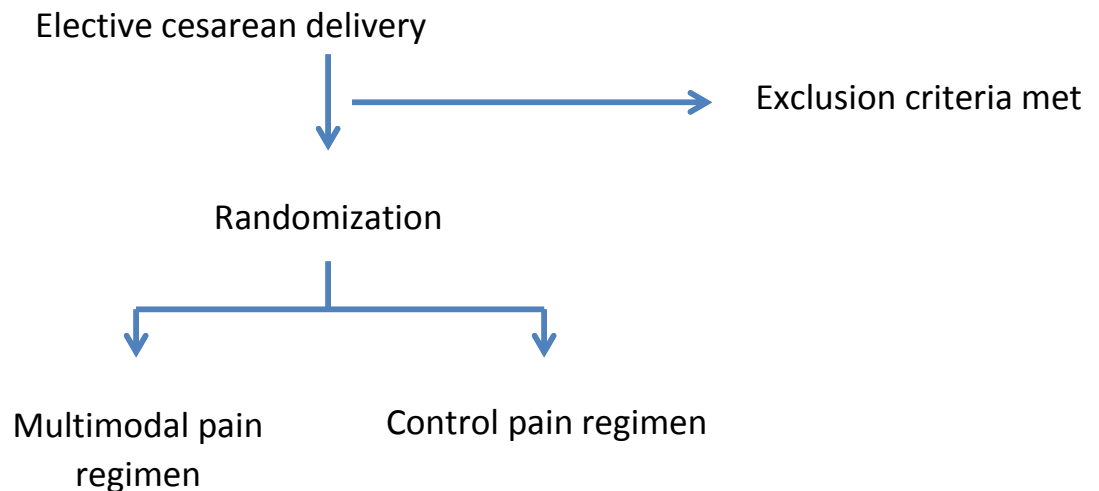 Elective cesarean delivery
Exclusion criteria met
Randomization
Multimodal pain
regimen
Control pain regimen